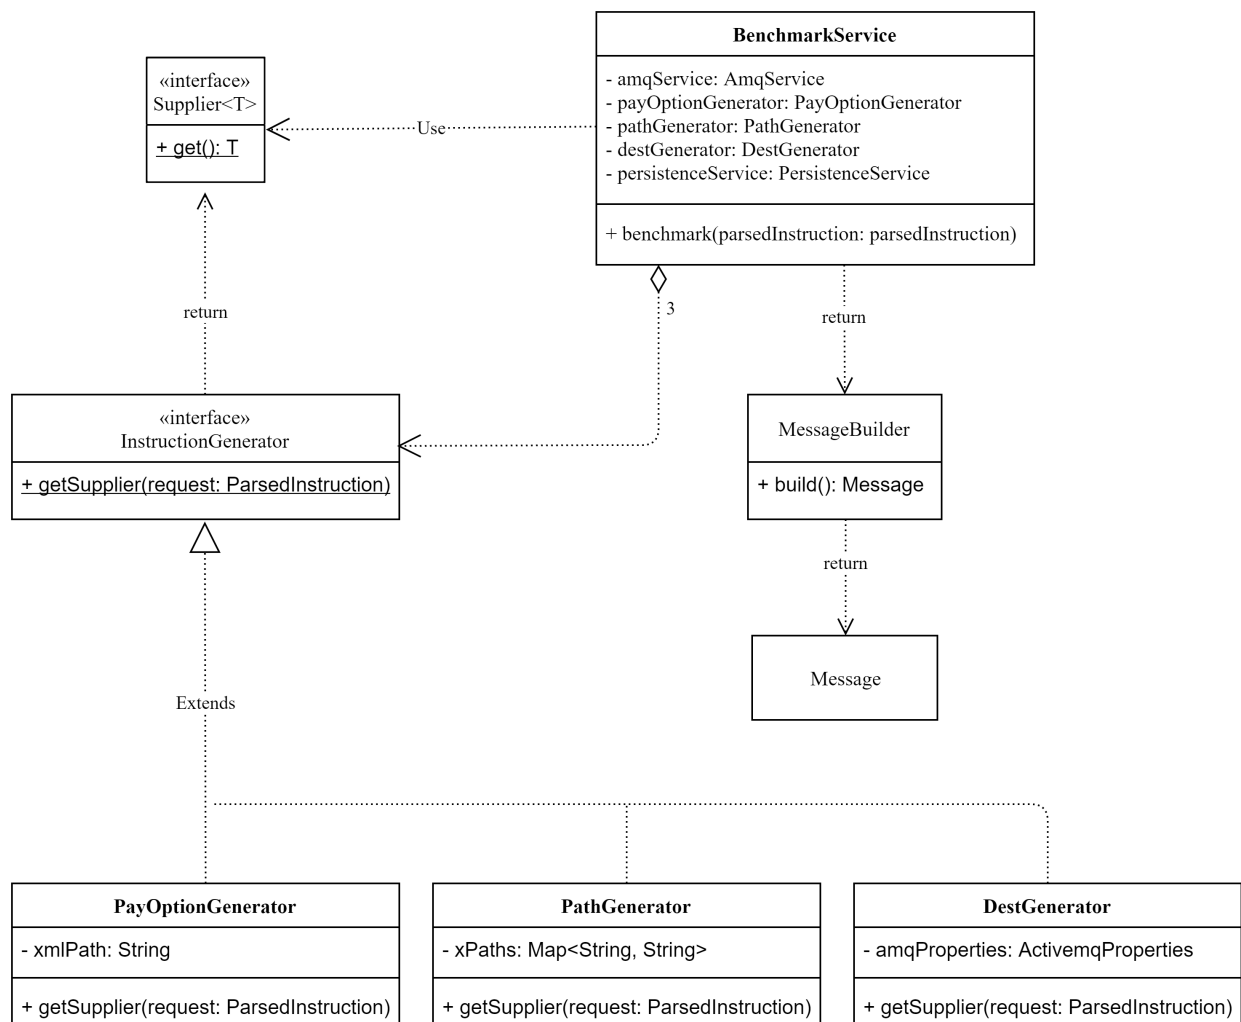 BenchmarkService
- amqService: AmqService
- payOptionGenerator: PayOptionGenerator
- pathGenerator: PathGenerator
- destGenerator: DestGenerator
- persistenceService: PersistenceService
+ benchmark(parsedInstruction: parsedInstruction)
«interface»
Supplier<T>
+ get(): T
Use
return
3
return
«interface»
InstructionGenerator
+ getSupplier(request: ParsedInstruction)
MessageBuilder
+ build(): Message
return
Message
Extends
PayOptionGenerator
- xmlPath: String
+ getSupplier(request: ParsedInstruction)
PathGenerator
- xPaths: Map<String, String>
+ getSupplier(request: ParsedInstruction)
DestGenerator
- amqProperties: ActivemqProperties
+ getSupplier(request: ParsedInstruction)